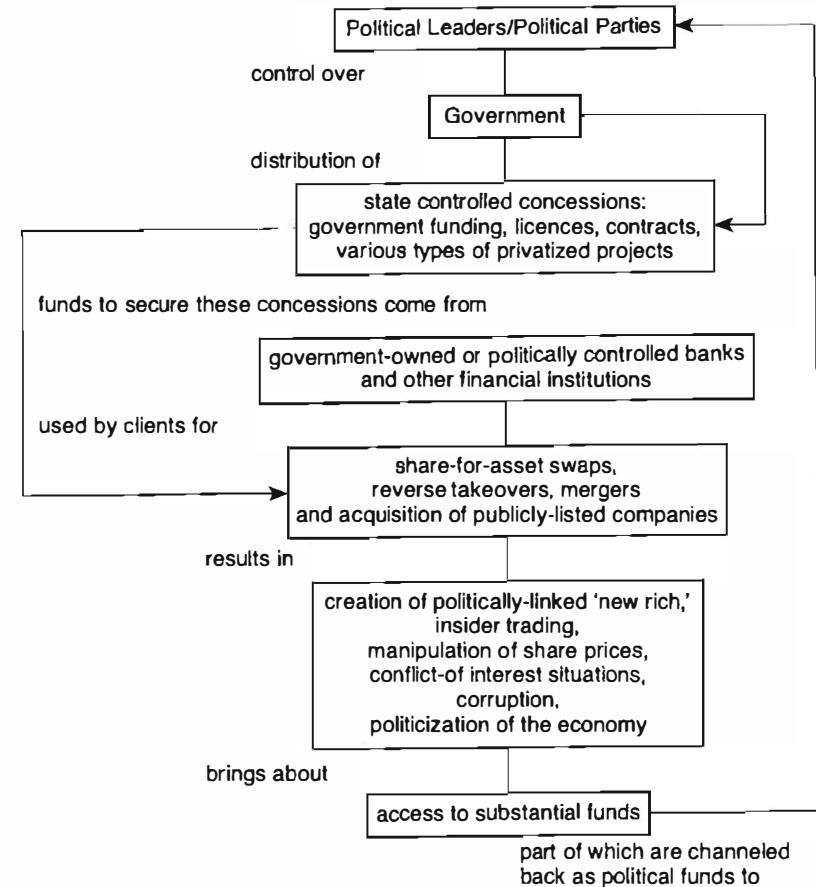 Political Leaders/Political Parties
control over
Government
distribution of
state controlled concessions:
government funding, licences, contracts,
various types of privatized projects
funds to secure these concessions come from
government-owned or politically controlled banks
and other financial institutions
used by clients for
share-for-asset swaps,
reverse takeovers, mergers
and acquisition of publicly-listed companies
results in
creation of politically-linked ‘new rich,’
insider trading,
manipulation of share prices,
conflict-of interest situations,
corruption,
politicization of the economy
brings about
access to substantial funds
part of which are channeled
back as political funds to